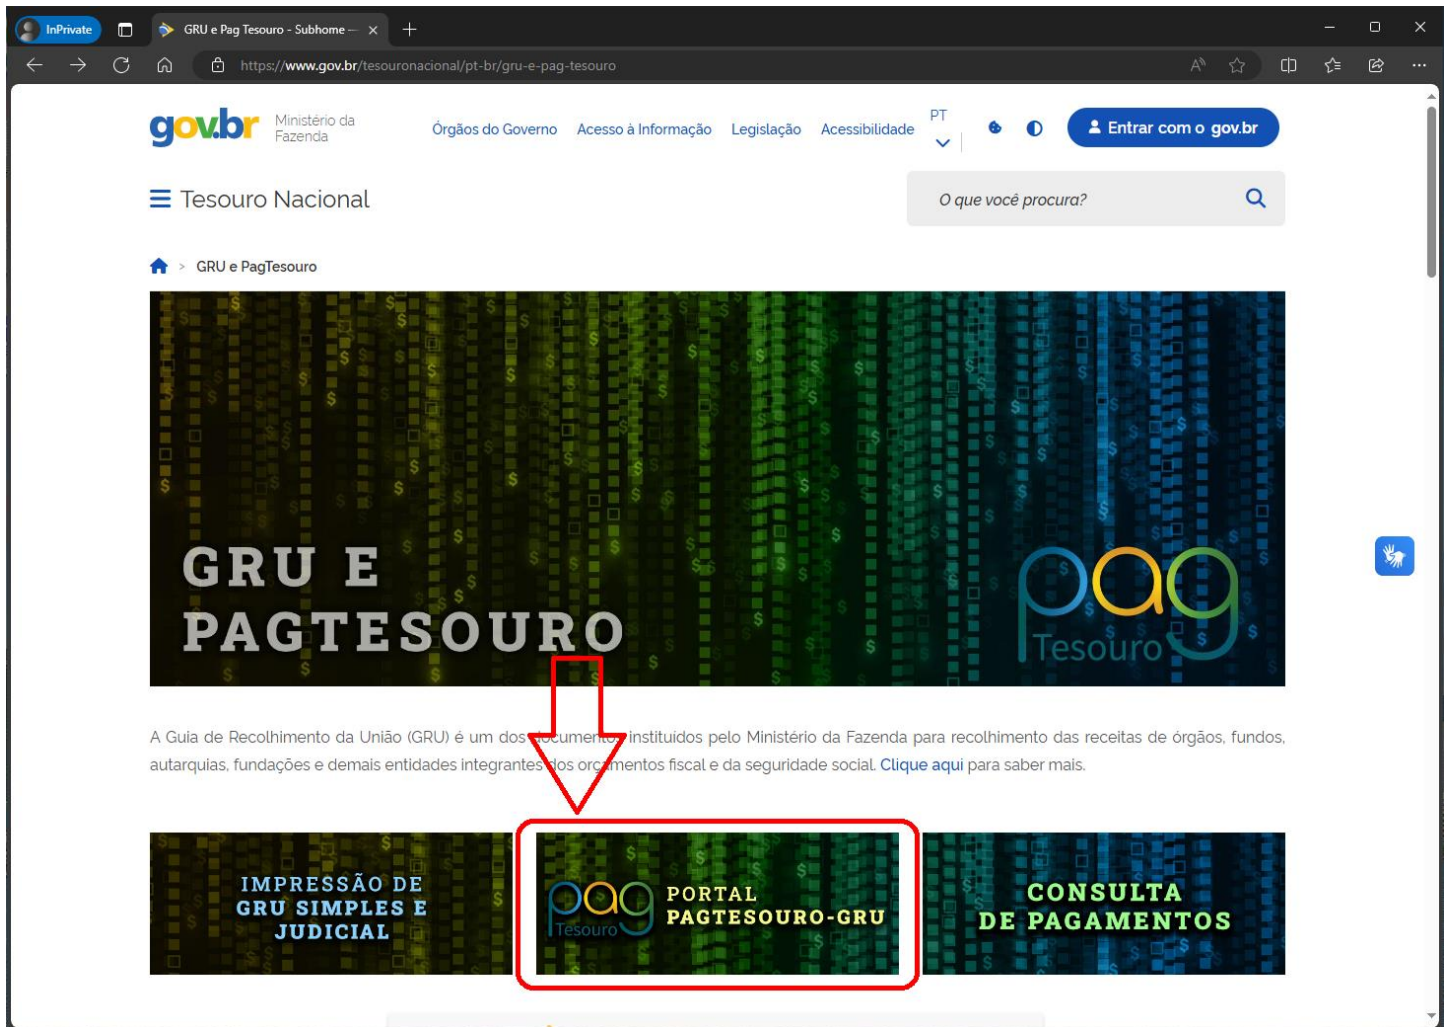 InPrivate
GRU e Pag Tesouro - Subhome —
https://www.gov.br/tesouronacional/pt-br/gru-e-pag-tesouro
gov.br
Ministério da
Fazenda
Órgãos do Governo
Acesso à Informação
Legislação
Acessibilidade
PT
Entrar com o gov.br
Tesouro Nacional
O que você procura?
> GRU e PagTesouro
GRU E
PAGTESOURO
pag
Tesouro
A Guia de Recolhimento da União (GRU) é um dos documentos instituídos pelo Ministério da Fazenda para recolhimento das receitas de órgãos, fundos,
autarquias, fundações e demais entidades integrantes dos orçamentos fiscal e da seguridade social. Clique aqui para saber mais.
IMPRESSÃO DE
GRU SIMPLES E
JUDICIAL
pag
Tesouro
PORTAL
PAGTESOURO-GRU
CONSULTA
DE PAGAMENTOS